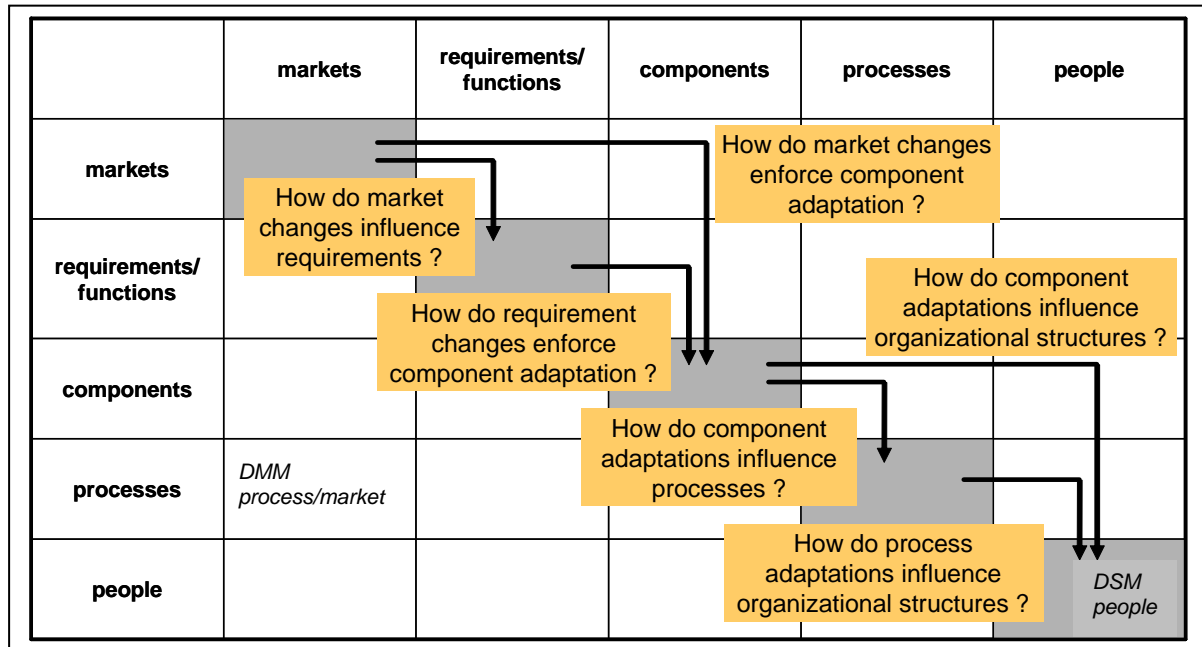 markets
requirements/
functions
components
processes
people
markets
How do market changes
enforce component
adaptation ?
How do market
changes influence
requirements ?
requirements/
functions
How do component
adaptations influence
organizational structures ?
How do requirement
changes enforce
component adaptation ?
components
How do component
adaptations influence
processes ?
processes
DMM
process/market
How do process
adaptations influence
organizational structures ?
people
DSM
people